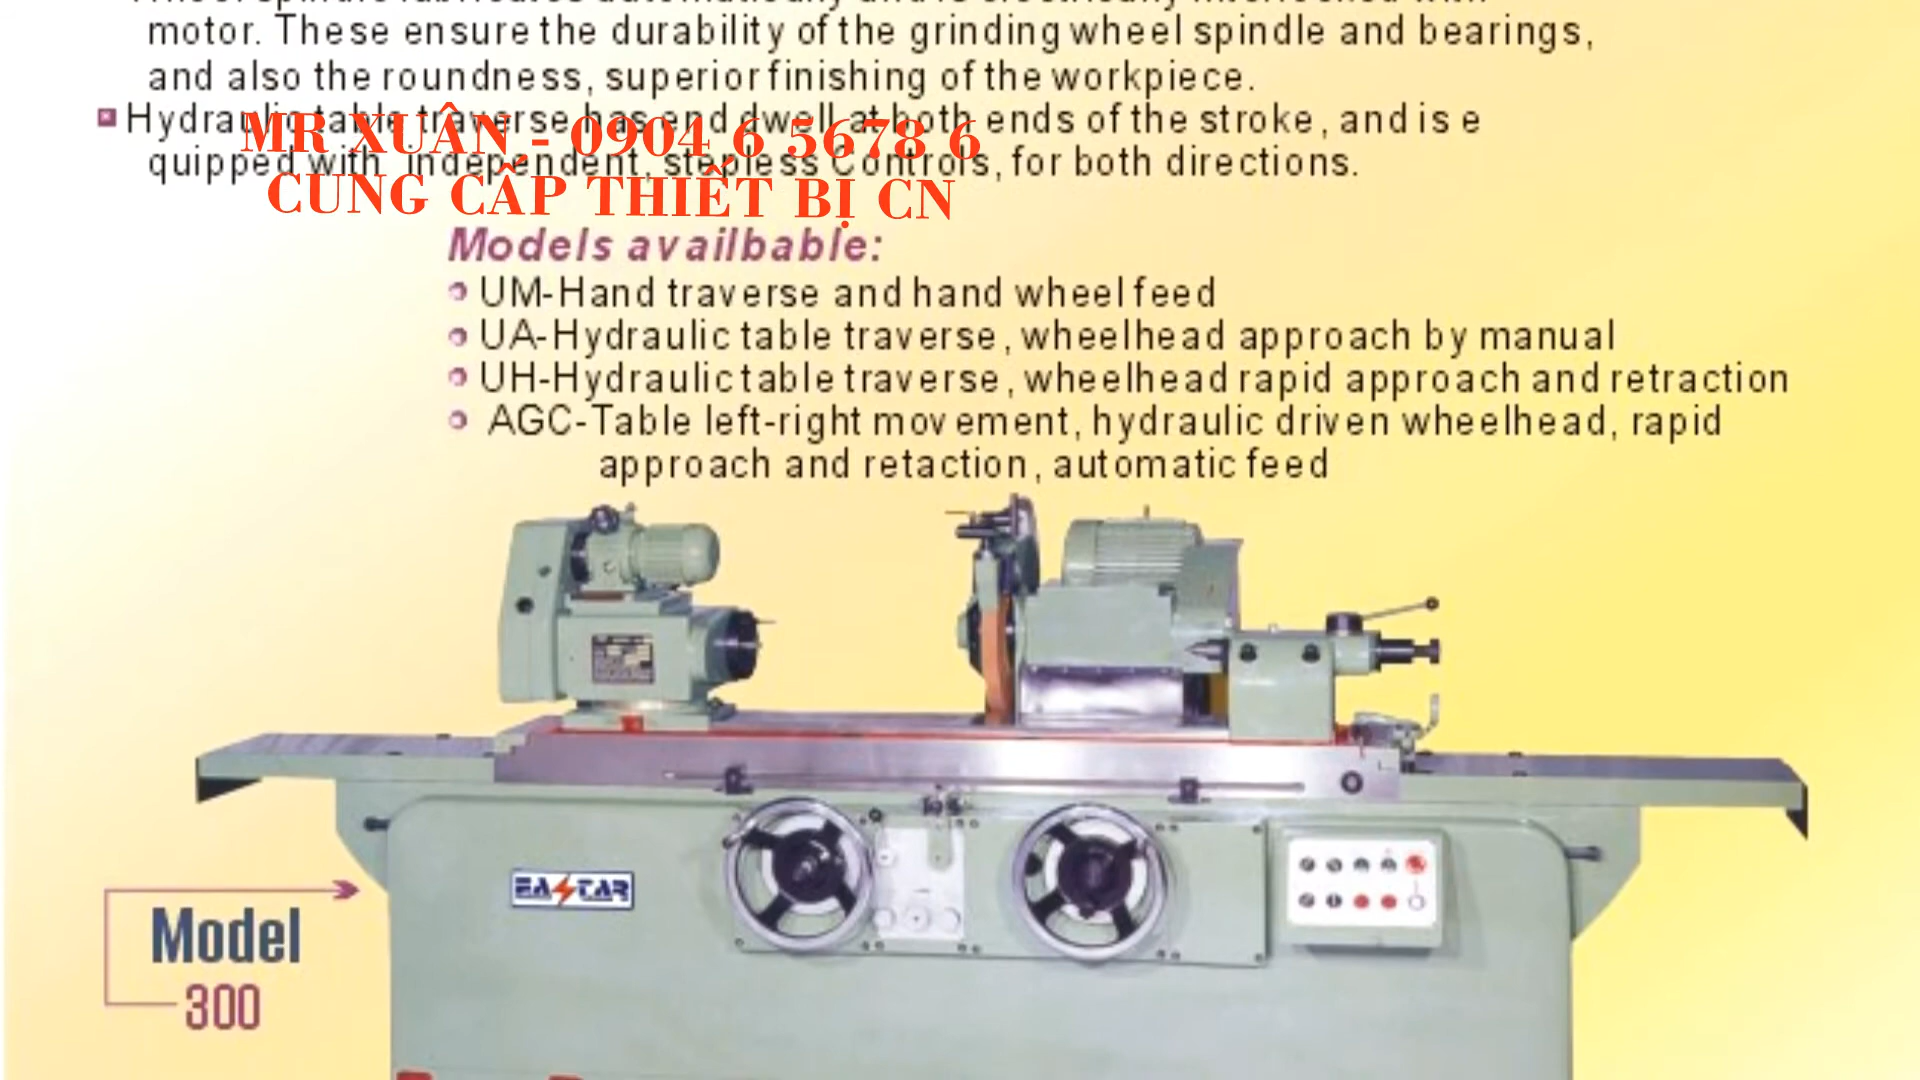 motor. These ensure the durability of the grinding wheel spindle and bearings,
and also the roundness, superior finishing of the workpiece.
Hydraulic table traverse has end dwell at both ends of the stroke, and is e
quipped with independent, stepless Controls, for both directions.
MR XUÂN - 0904 6 5678 6
CUNG CẤP THIẾT BỊ CN
Models availbable:
UM-Hand traverse and hand wheel feed
UA-Hydraulic table traverse, wheelhead approach by manual
UH-Hydraulic table traverse, wheelhead rapid approach and retraction
AGC-Table left-right movement, hydraulic driven wheelhead, rapid
approach and retaction, automatic feed
EASTAR
Model
300